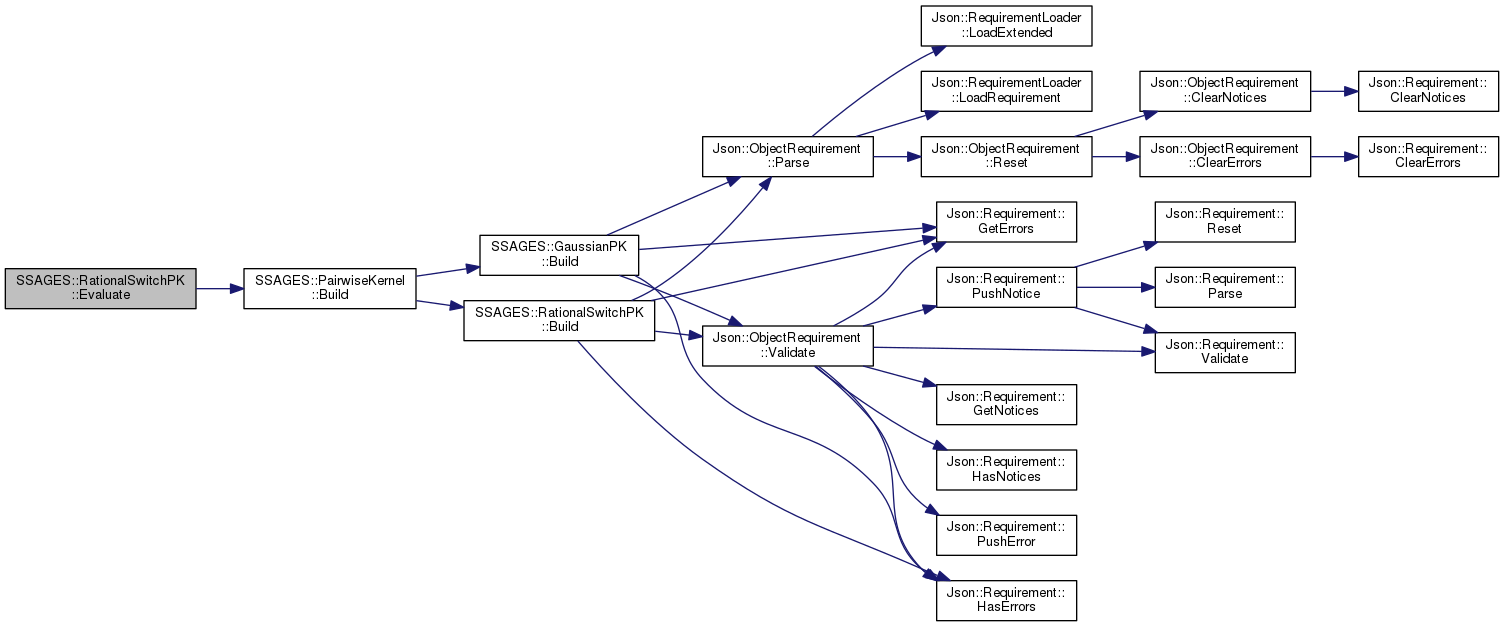 SSAGES::RationalSwitchPK
::Evaluate
SSAGES::PairwiseKernel
::Build
SSAGES::GaussianPK
::Build
SSAGES::RationalSwitchPK
::Build
Json::ObjectRequirement
::Parse
Json::ObjectRequirement
::Validate
Json::RequirementLoader
::LoadExtended
Json::RequirementLoader
::LoadRequirement
Json::ObjectRequirement
::Reset
Json::Requirement::
GetErrors
Json::Requirement::
PushNotice
Json::Requirement::
GetNotices
Json::Requirement::
HasNotices
Json::Requirement::
PushError
Json::Requirement::
HasErrors
Json::ObjectRequirement
::ClearNotices
Json::ObjectRequirement
::ClearErrors
Json::Requirement::
Reset
Json::Requirement::
Parse
Json::Requirement::
Validate
Json::Requirement::
ClearNotices
Json::Requirement::
ClearErrors